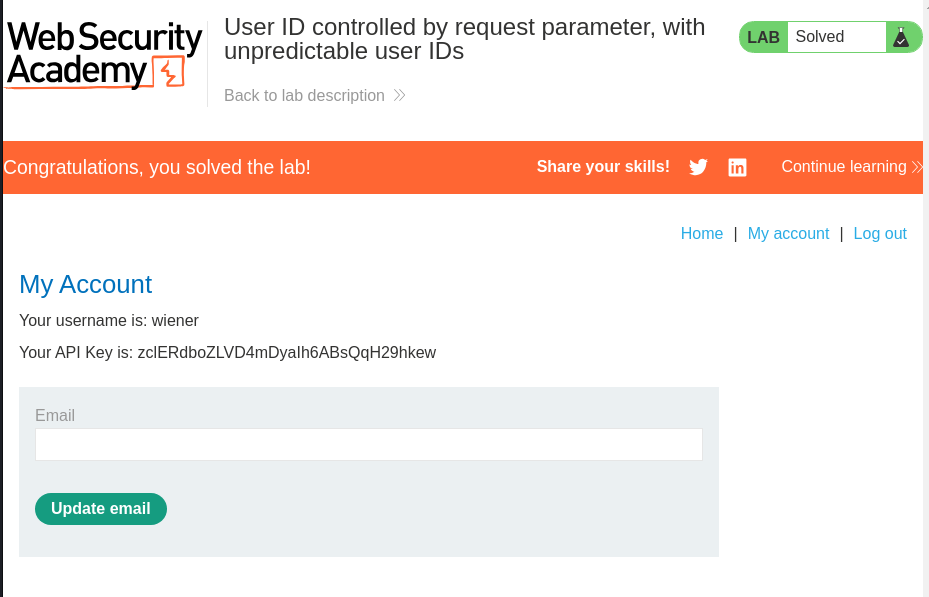 Web Security
Academy
User ID controlled by request parameter, with
unpredictable user IDs
Back to lab description
LAB Solved
Congratulations, you solved the lab!
Share your skills!
Continue learning
Home | My account | Log out
My Account
Your username is: wiener
Your API Key is: zclERdboZLVD4mDyaIh6ABsQqH29hkew
Email
Update email